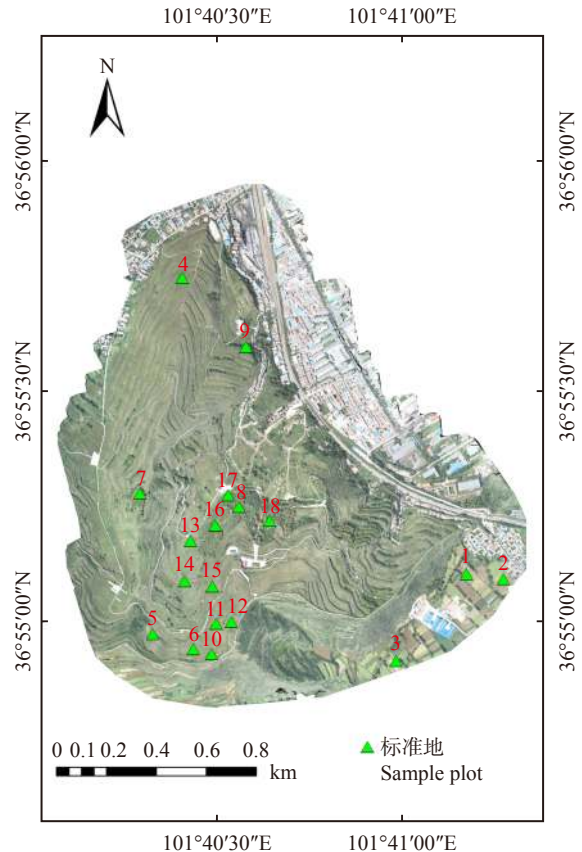 101°40′30″E 101°41′00″E
N
36°56′00″N 36°56′00″N
4
9
36°55′30″N 36°55′30″N
7
17
8
16
18
13
14
15
1
2
36°55′00″N 36°55′00″N
5
11
12
6
10
3
0 0.1 0.2 0.4 0.6 0.8
km
标准地
Sample plot
101°40′30″E 101°41′00″E